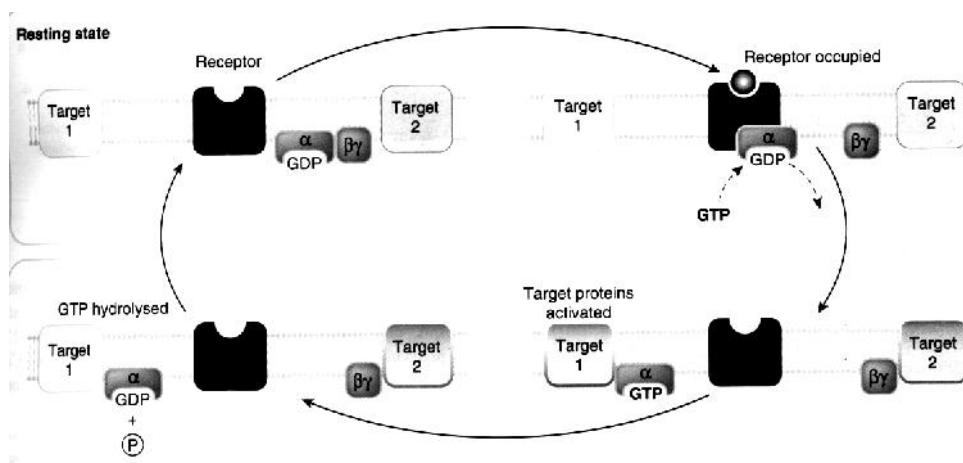 Resting state
Receptor
Target
1
α
GDP
βγ
Target
2
Receptor occupied
Target
1
α
GDP
βγ
Target
2
GTP
GTP hydrolysed
Target
1
α
GDP
+
P
βγ
Target
2
Target proteins
activated
Target
1
α
GTP
βγ
Target
2